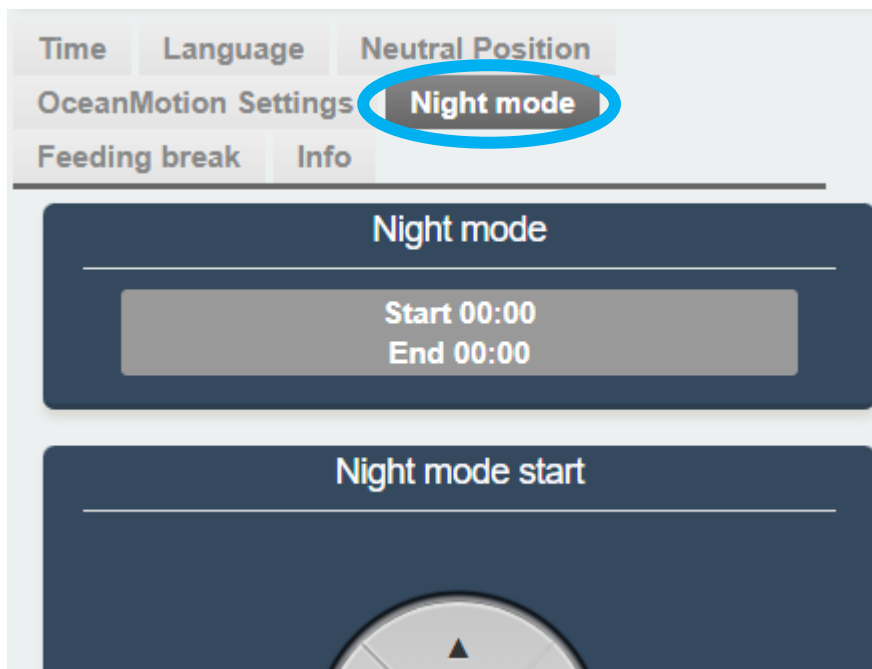 Time Language Neutral Position
OceanMotion Settings Night mode
Feeding break Info
Night mode
Start 00:00
End 00:00
Night mode start